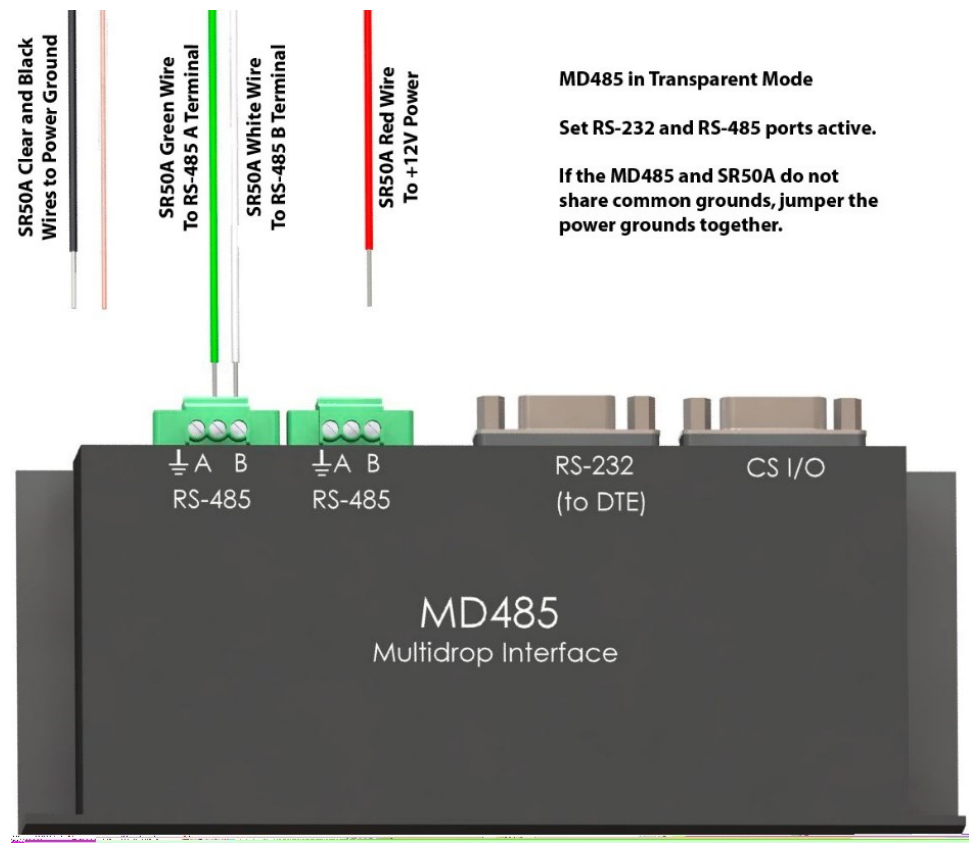 SR50A Clear and Black
Wires to Power Ground
SR50A Green Wire
To RS-485 A Terminal
SR50A White Wire
To RS-485 B Terminal
SR50A Red Wire
To +12V Power
MD485 in Transparent Mode
Set RS-232 and RS-485 ports active.
If the MD485 and SR50A do not
share common grounds, jumper the
power grounds together.
A B
RS-485
A B
RS-485
RS-232
(to DTE)
CS I/O
MD485
Multidrop Interface